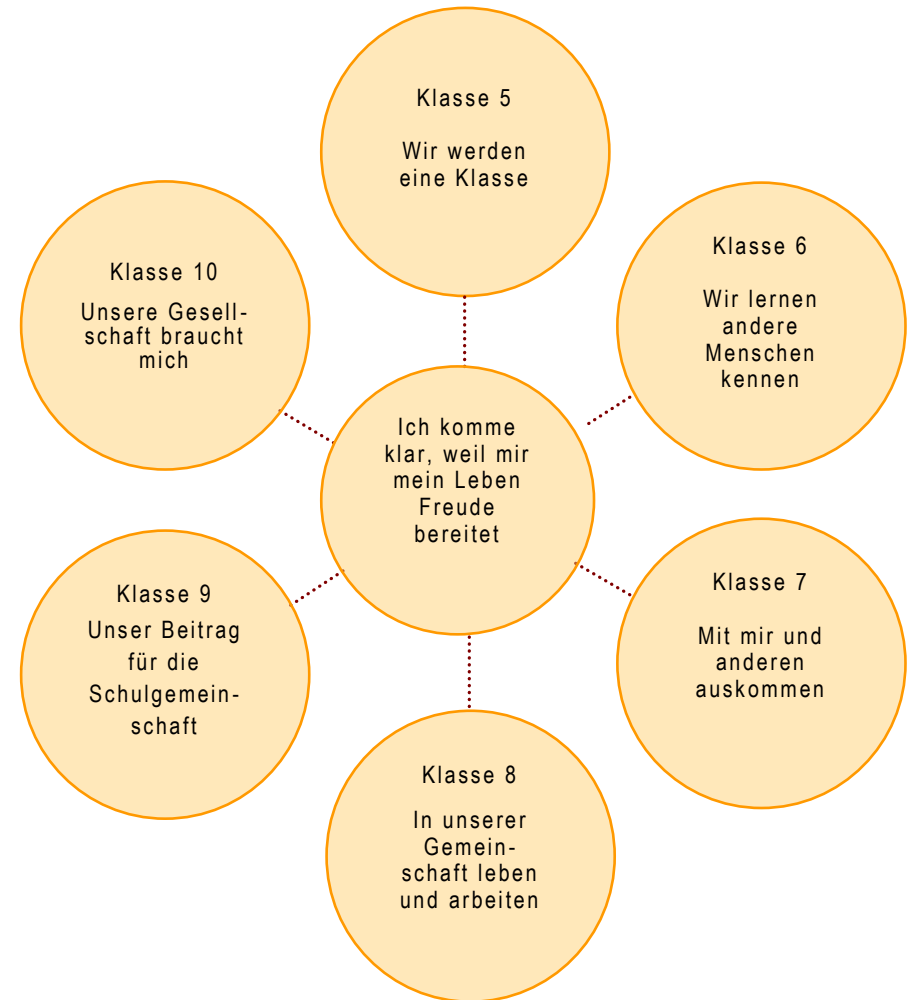 Klasse 5
Wir werden
eine Klasse
Klasse 6
Wir lernen
andere
Menschen
kennen
Klasse 10
Unsere Gesell-
schaft braucht
mich
Ich komme
klar, weil mir
mein Leben
Freude
bereitet
Klasse 7
Mit mir und
anderen
auskommen
Klasse 9
Unser Beitrag
für die
Schulgemein-
schaft
Klasse 8
In unserer
Gemein-
schaft leben
und arbeiten